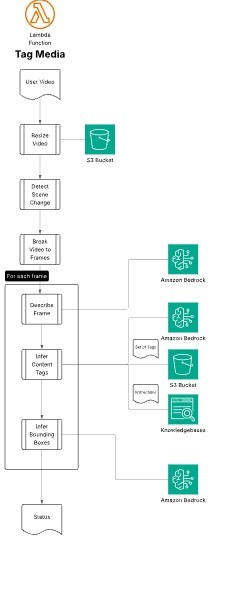 Lambda
Function
Tag Media
User Video
Resize
Video
S3 Bucket
Detect
Scene
Change
Break
Video to
Frames
For each frame
Describe
Frame
Amazon Bedrock
Amazon Bedrock
Infer
Content
Tags
Set of Tags
S3 Bucket
Knowledgebases
Infer
Bounding
Boxes
Amazon Bedrock
Status